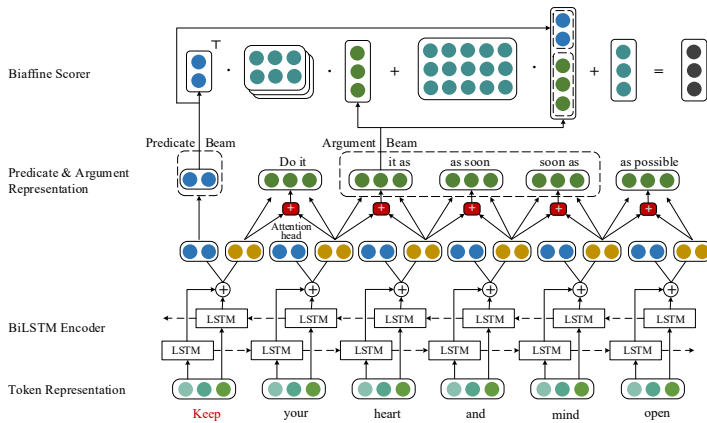 Biaffine Scorer
T
· · + · + =
Predicate Beam Argument Beam
Predicate & Argument
Representation
Do it it as as soon soon as as possible
+ + + + +
Attention
head
+ + + + + +
LSTM LSTM LSTM LSTM LSTM LSTM
BiLSTM Encoder
LSTM LSTM LSTM LSTM LSTM LSTM
Token Representation
Keep your heart and mind open